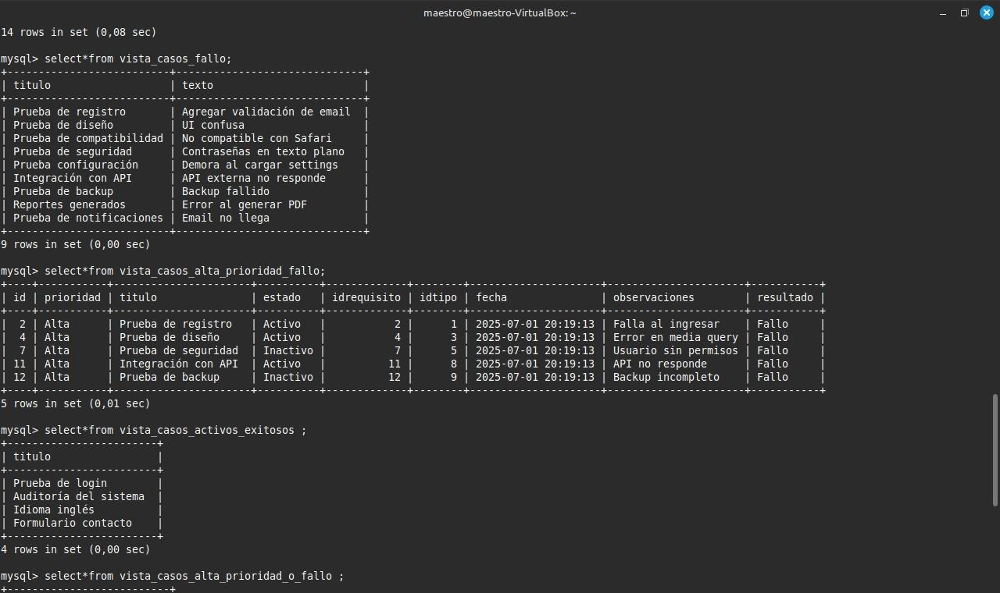 maestro@maestro-VirtualBox: ~
14 rows in set (0,08 sec)
mysql> select*from vista_casos_fallo;
+--------------------------+------------------------------+
| titulo                   | texto                        |
+--------------------------+------------------------------+
| Prueba de registro       | Agregar validación de email  |
| Prueba de diseño         | UI confusa                   |
| Prueba de compatibilidad | No compatible con Safari     |
| Prueba de seguridad      | Contraseñas en texto plano   |
| Prueba configuración     | Demora al cargar settings    |
| Integración con API      | API externa no responde      |
| Prueba de backup         | Backup fallido               |
| Reportes generados       | Error al generar PDF         |
| Prueba de notificaciones | Email no llega               |
+--------------------------+------------------------------+
9 rows in set (0,00 sec)
mysql> select*from vista_casos_alta_prioridad_fallo;
+----+-----------+----------------------+----------+-------------+--------+---------------------+----------------------+-----------+
| id | prioridad | titulo               | estado   | idrequisito | idtipo | fecha               | observaciones        | resultado |
+----+-----------+----------------------+----------+-------------+--------+---------------------+----------------------+-----------+
|  2 | Alta      | Prueba de registro   | Activo   |           2 |      1 | 2025-07-01 20:19:13 | Falla al ingresar    | Fallo     |
|  4 | Alta      | Prueba de diseño     | Activo   |           4 |      3 | 2025-07-01 20:19:13 | Error en media query | Fallo     |
|  7 | Alta      | Prueba de seguridad  | Inactivo |           7 |      5 | 2025-07-01 20:19:13 | Usuario sin permisos | Fallo     |
| 11 | Alta      | Integración con API  | Activo   |          11 |      8 | 2025-07-01 20:19:13 | API no responde      | Fallo     |
| 12 | Alta      | Prueba de backup     | Inactivo |          12 |      9 | 2025-07-01 20:19:13 | Backup incompleto    | Fallo     |
+----+-----------+----------------------+----------+-------------+--------+---------------------+----------------------+-----------+
5 rows in set (0,01 sec)
mysql> select*from vista_casos_activos_exitosos ;
+------------------------+
| titulo                 |
+------------------------+
| Prueba de login        |
| Auditoría del sistema  |
| Idioma inglés          |
| Formulario contacto    |
+------------------------+
4 rows in set (0,00 sec)
mysql> select*from vista_casos_alta_prioridad_o_fallo ;
+--------------------------+